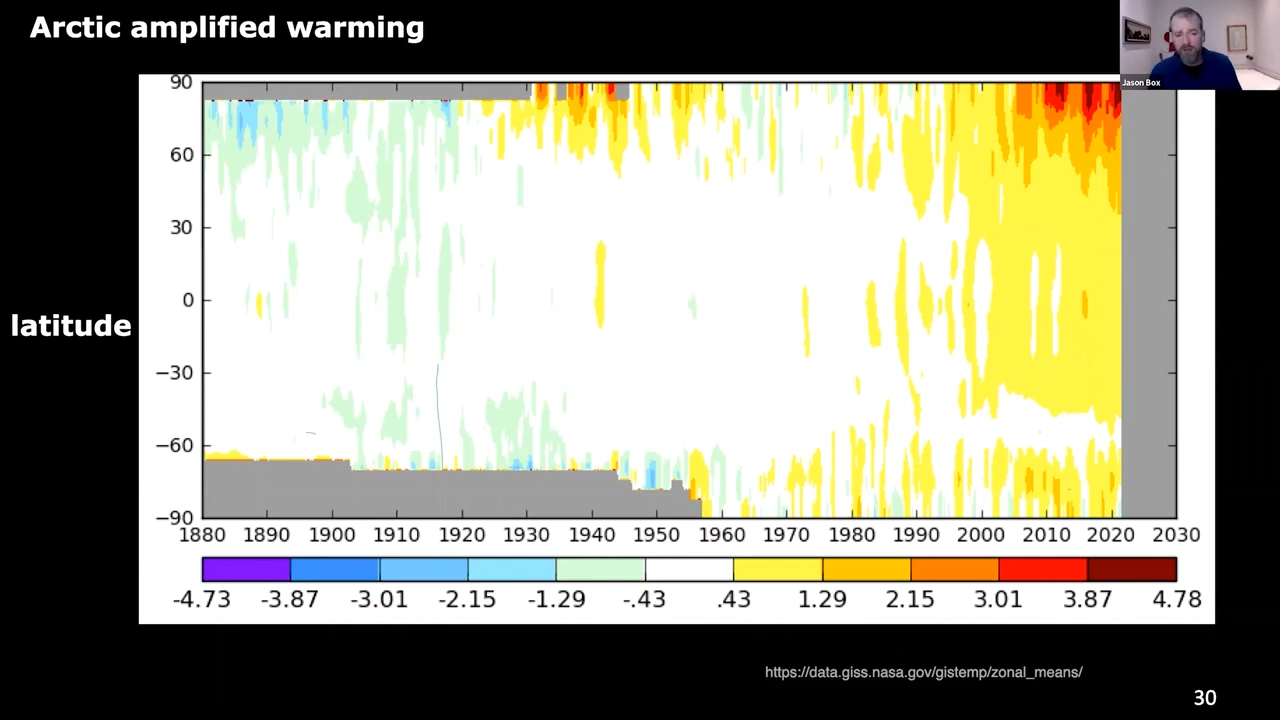 Arctic amplified warming
Jason Box
90
60
30
0
−30
−60
−90
latitude
1880 1890 1900 1910 1920 1930 1940 1950 1960 1970 1980 1990 2000 2010 2020 2030
-4.73 -3.87 -3.01 -2.15 -1.29 -.43 .43 1.29 2.15 3.01 3.87 4.78
https://data.giss.nasa.gov/gistemp/zonal_means/
30